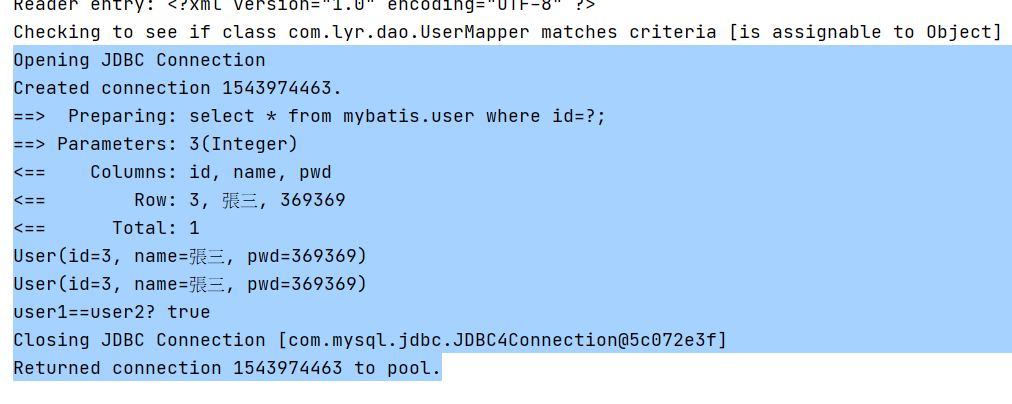 Reader entry: <?xml version="1.0" encoding="UTF-8" ?>
Checking to see if class com.lyr.dao.UserMapper matches criteria [is assignable to Object]
Opening JDBC Connection
Created connection 1543974463.
==>  Preparing: select * from mybatis.user where id=?;
==> Parameters: 3(Integer)
<==    Columns: id, name, pwd
<==        Row: 3, 張三, 369369
<==      Total: 1
User(id=3, name=張三, pwd=369369)
User(id=3, name=張三, pwd=369369)
user1==user2? true
Closing JDBC Connection [com.mysql.jdbc.JDBC4Connection@5c072e3f]
Returned connection 1543974463 to pool.